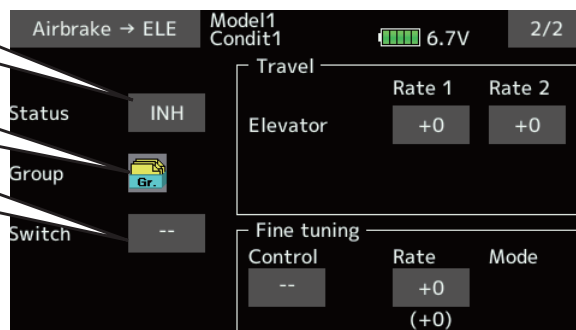 Airbrake → ELE
Model1
Condit1
6.7V
2/2
Status
INH
Group
Gr.
Switch
--
Travel
Rate 1
Rate 2
Elevator
+0
+0
Fine tuning
Control
Rate
Mode
--
+0
(+0)